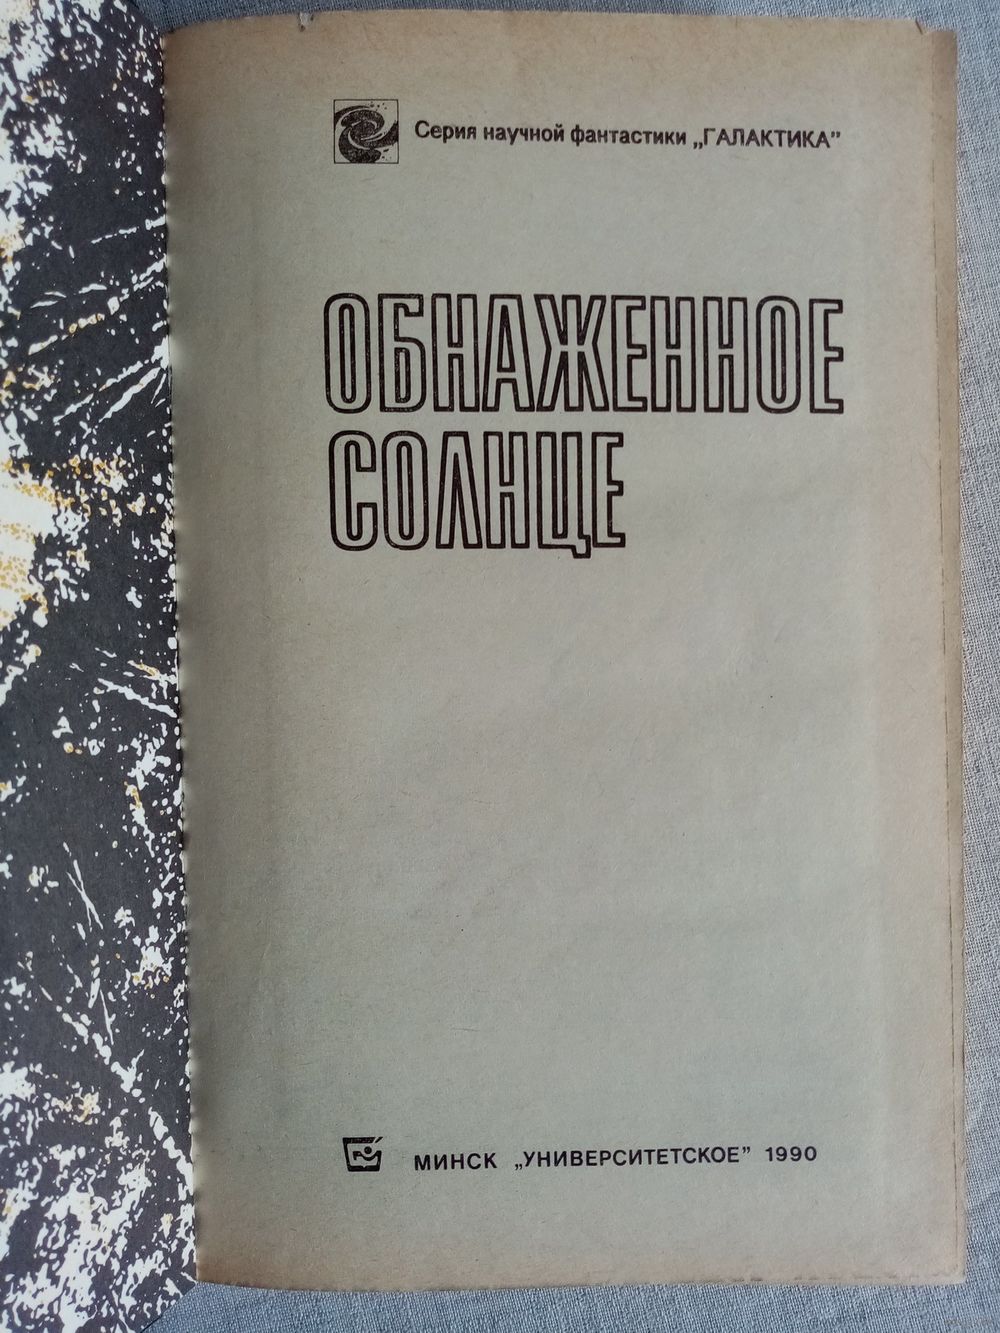 Серия научной фантастики „ГАЛАКТИКА”
ОБНАЖЕННОЕ
СОЛНЦЕ
МИНСК „УНИВЕРСИТЕТСКОЕ” 1990